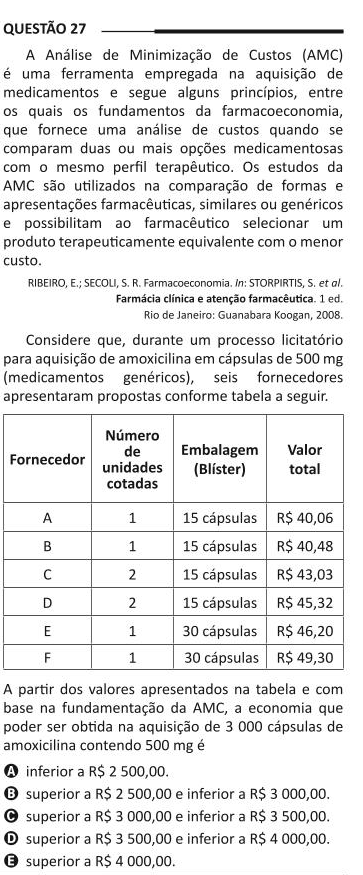 QUESTÃO 27
A Análise de Minimização de Custos (AMC)
é uma ferramenta empregada na aquisição de
medicamentos e segue alguns princípios, entre
os quais os fundamentos da farmacoeconomia,
que fornece uma análise de custos quando se
comparam duas ou mais opções medicamentosas
com o mesmo perfil terapêutico. Os estudos da
AMC são utilizados na comparação de formas e
apresentações farmacêuticas, similares ou genéricos
e possibilitam ao farmacêutico selecionar um
produto terapeuticamente equivalente com o menor
custo.
RIBEIRO, E.; SECOLI, S. R. Farmacoeconomia. In: STORPIRTIS, S. et al.
Farmácia clínica e atenção farmacêutica. 1 ed.
Rio de Janeiro: Guanabara Koogan, 2008.
Considere que, durante um processo licitatório
para aquisição de amoxicilina em cápsulas de 500 mg
(medicamentos genéricos), seis fornecedores
apresentaram propostas conforme tabela a seguir.
Fornecedor Número de unidades cotadas Embalagem (Blíster) Valor total
A 1 15 cápsulas R$ 40,06
B 1 15 cápsulas R$ 40,48
C 2 15 cápsulas R$ 43,03
D 2 15 cápsulas R$ 45,32
E 1 30 cápsulas R$ 46,20
F 1 30 cápsulas R$ 49,30
A partir dos valores apresentados na tabela e com
base na fundamentação da AMC, a economia que
poder ser obtida na aquisição de 3 000 cápsulas de
amoxicilina contendo 500 mg é
A inferior a R$ 2 500,00.
B superior a R$ 2 500,00 e inferior a R$ 3 000,00.
C superior a R$ 3 000,00 e inferior a R$ 3 500,00.
D superior a R$ 3 500,00 e inferior a R$ 4 000,00.
E superior a R$ 4 000,00.